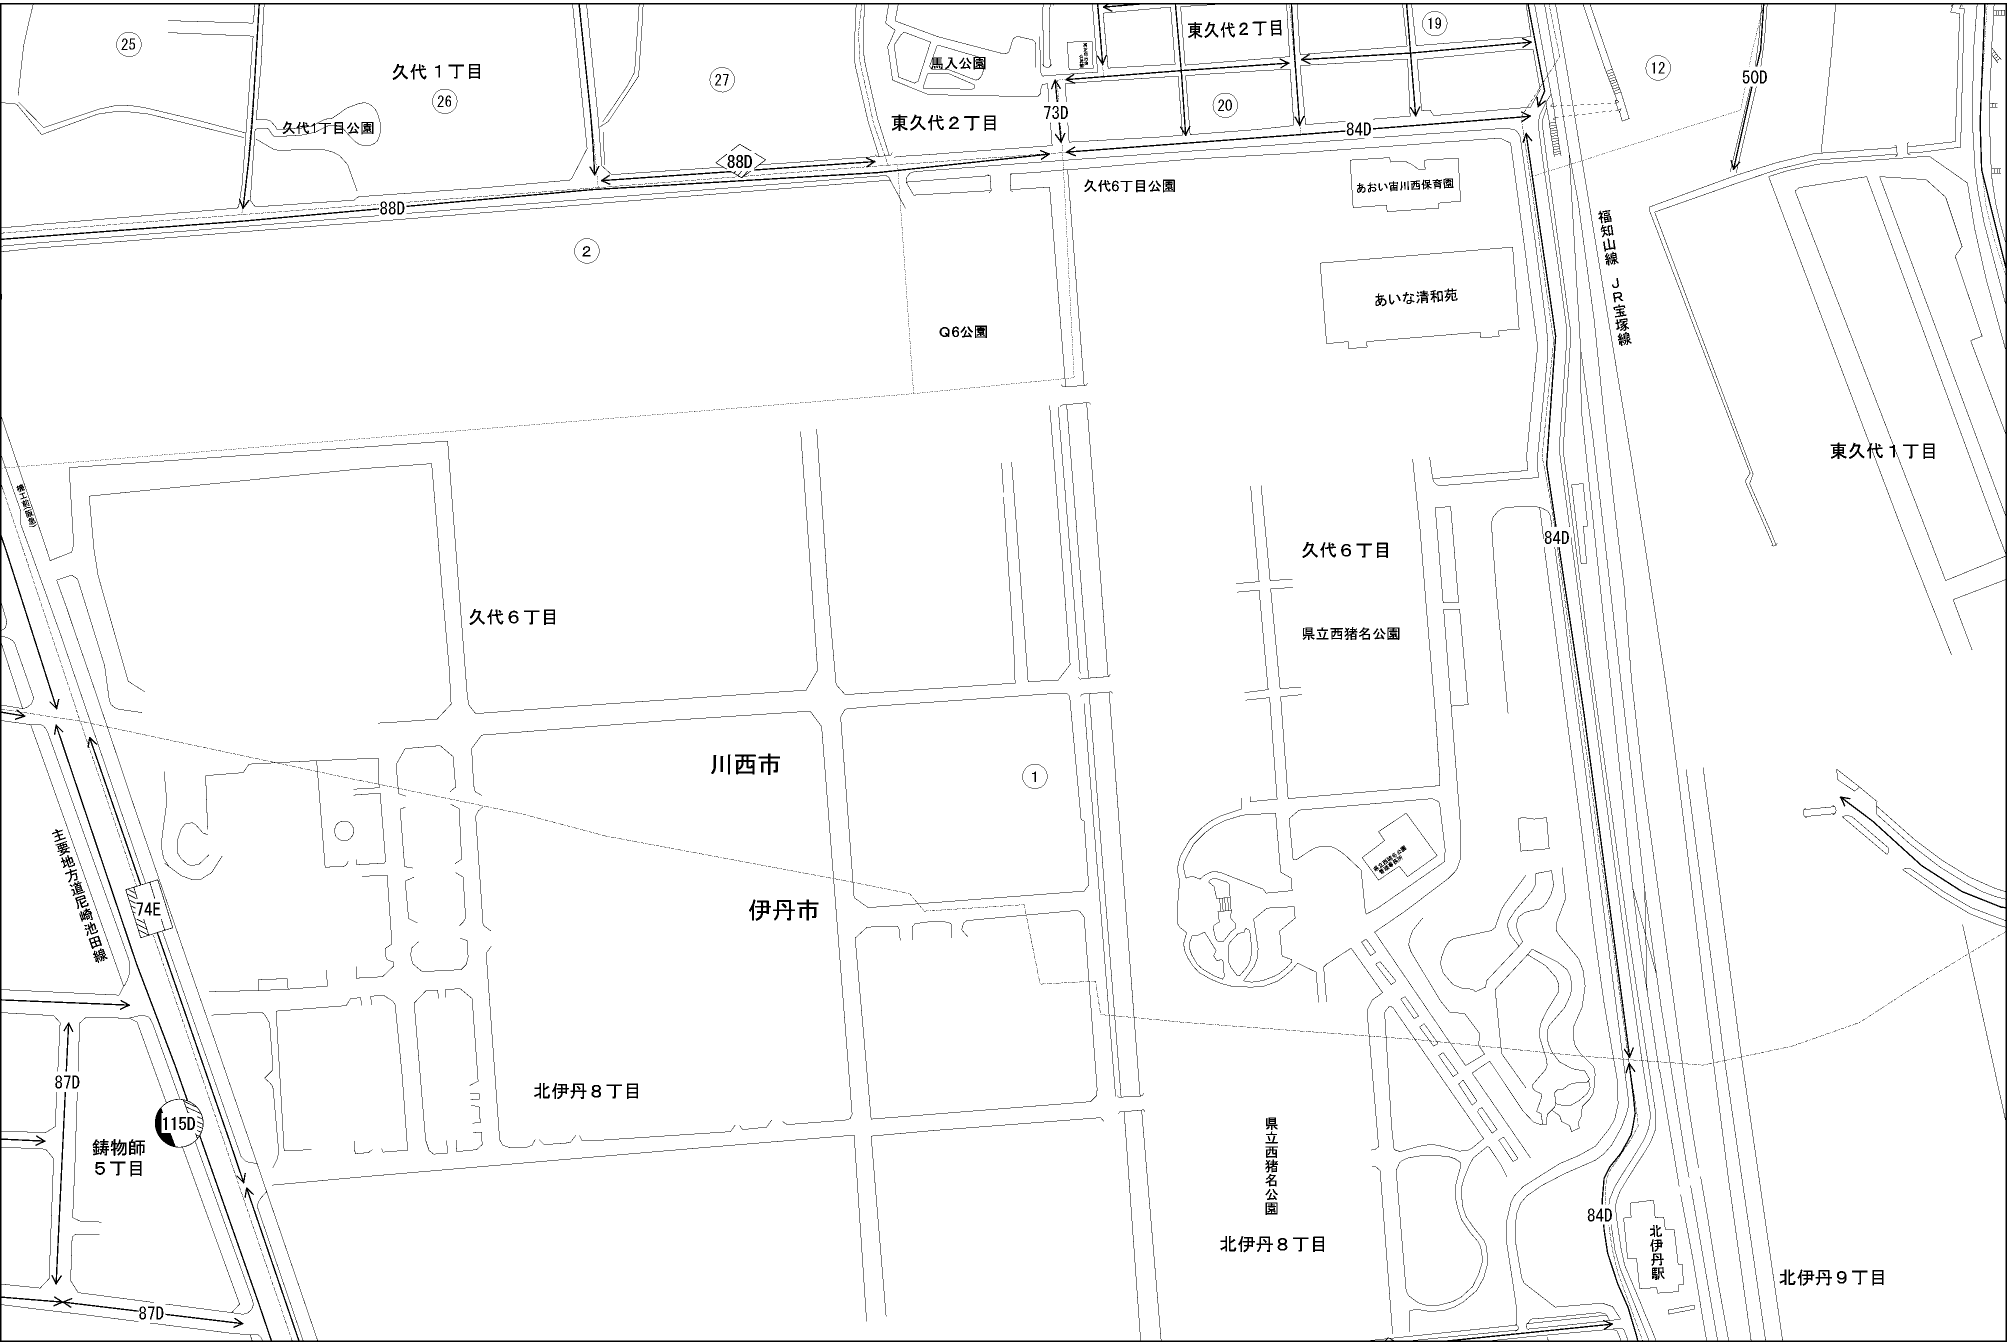 25
久代１丁目
26
27
久代1丁目公園
馬入公園
東久代２丁目
東久代２丁目
19
20
12
50D
73D
84D
88D
88D
久代6丁目公園
あおい宙川西保育園
福知山線 ＪＲ宝塚線
2
あいな清和苑
Q6公園
東久代１丁目
84D
久代６丁目
久代６丁目
県立西猪名公園
川西市
1
主要地方道尼崎池田線
74E
伊丹市
87D
115D
北伊丹８丁目
鋳物師
５丁目
県立西猪名公園
北伊丹８丁目
84D
北伊丹駅
北伊丹９丁目
87D